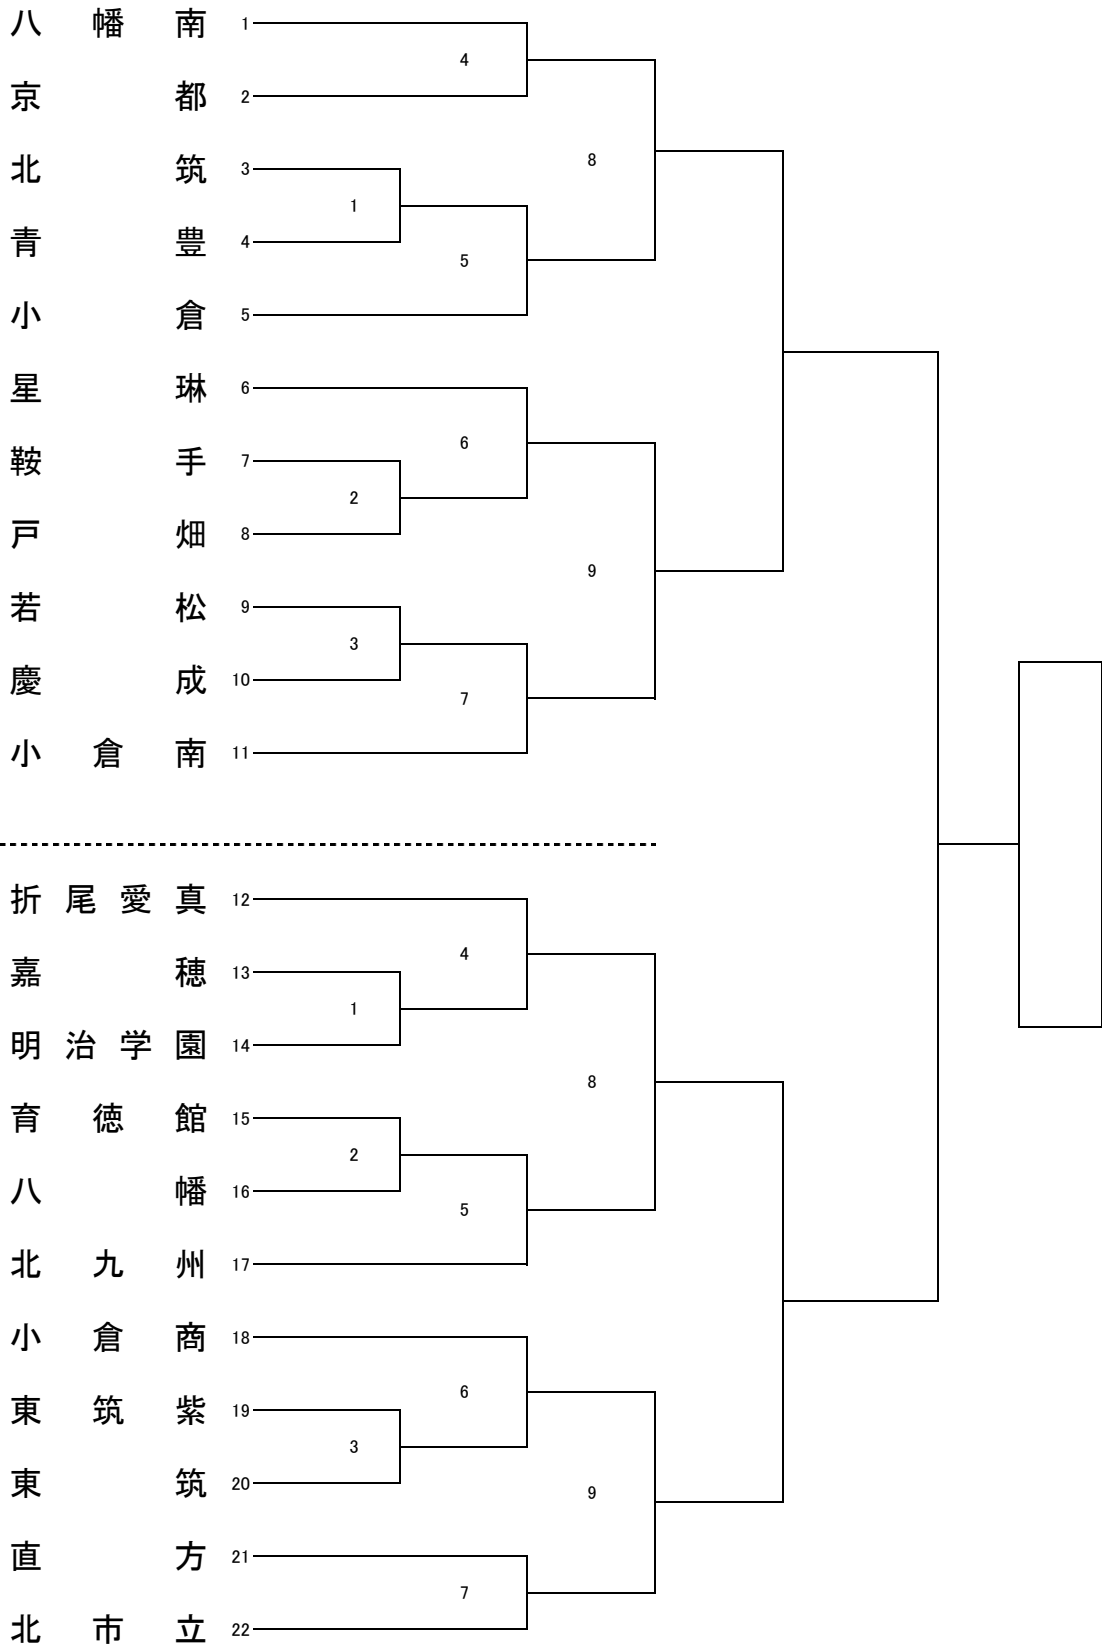 八幡南 1
4
京都 2
8
北筑 3
1
青豊 4
5
小倉 5
星琳 6
6
鞍手 7
2
戸畑 8
9
若松 9
3
慶成 10
7
小倉南 11
折尾愛真 12
4
嘉穂 13
1
明治学園 14
8
育徳館 15
2
八幡 16
5
北九州 17
小倉商 18
6
東筑紫 19
3
東筑 20
9
直方 21
7
北市立 22